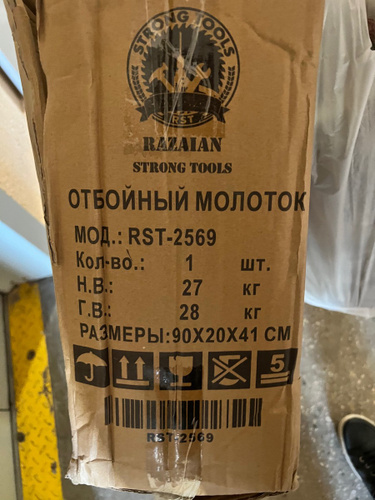 STRONG TOOLS
RST
RAZAIAN
STRONG TOOLS
ОТБОЙНЫЙ МОЛОТОК
МОД.: RST-2569
Кол-во.: 1 шт.
Н.В.: 27 кг
Г.В.: 28 кг
РАЗМЕРЫ:90X20X41 СМ
5
RST-2569